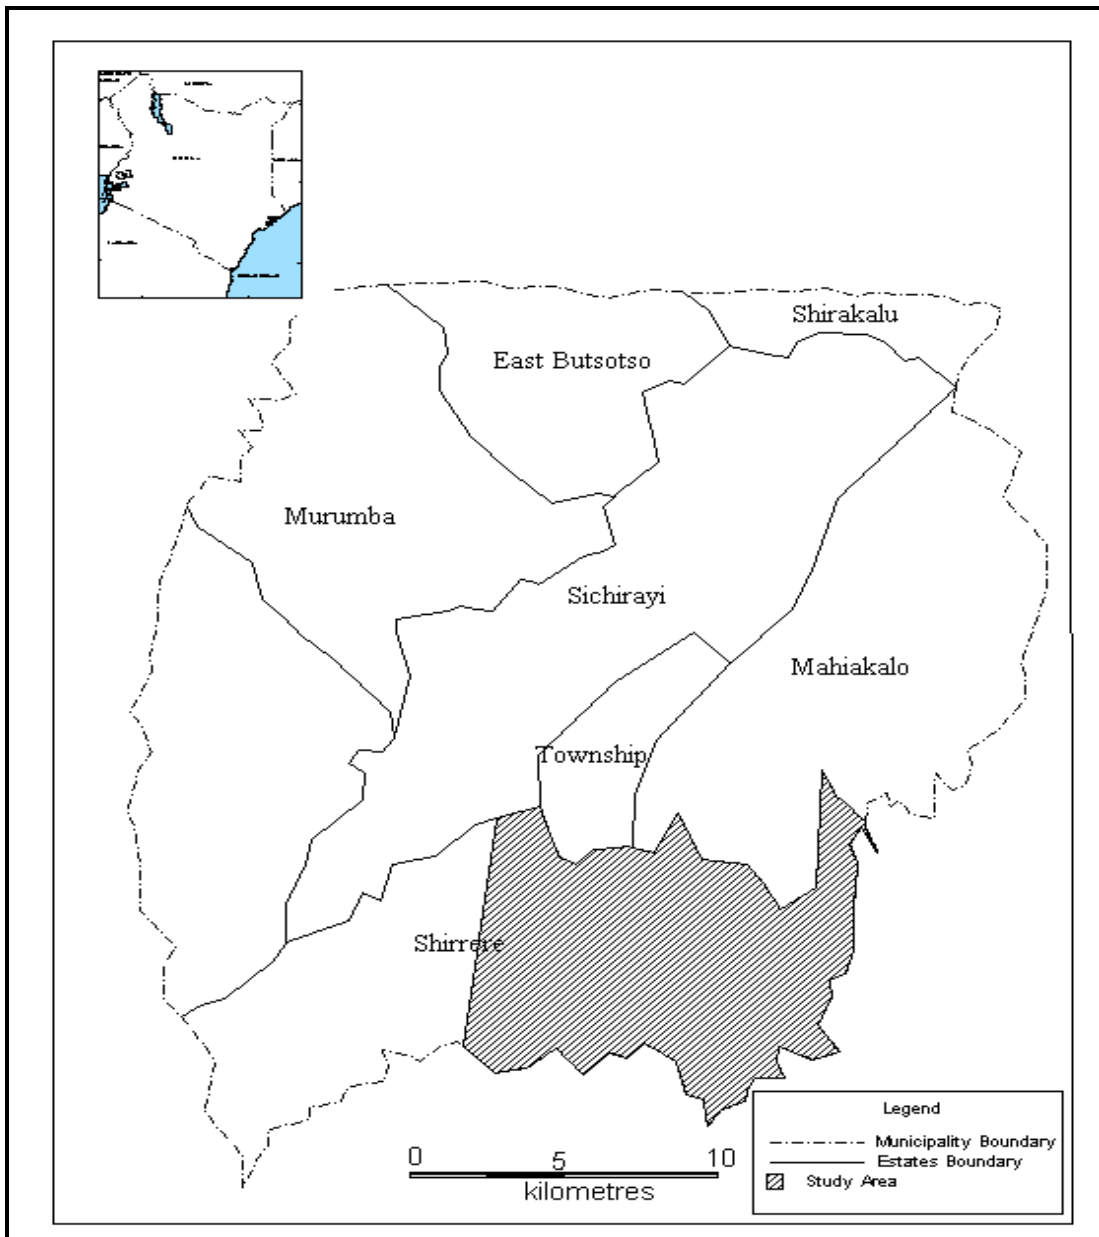 Shirakalu
East Butsotso
Murumba
Sichirayi
Mahiakalo
Township
Shirrere
Legend
Municipality Boundary
Estates Boundary
Study Area
0 5 10
kilometres